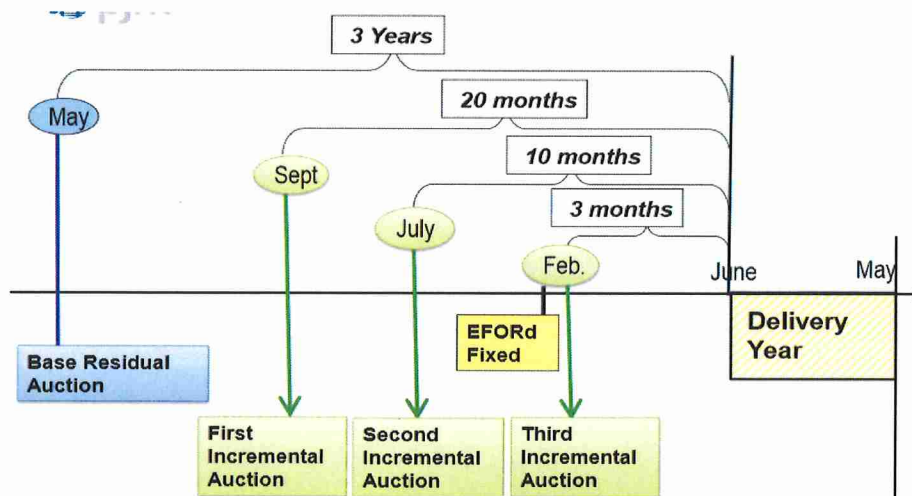 3 Years
20 months
May
10 months
Sept
3 months
July
Feb.
June
May
EFORd
Fixed
Delivery
Year
Base Residual
Auction
First
Incremental
Auction
Second
Incremental
Auction
Third
Incremental
Auction